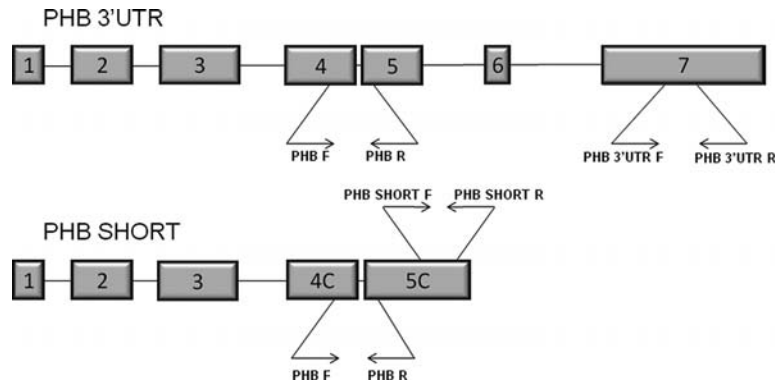 PHB 3'UTR
1 2 3 4 5 6 7
PHB F PHB R PHB 3'UTR F PHB 3'UTR R
PHB SHORT F PHB SHORT R
PHB SHORT
1 2 3 4C 5C
PHB F PHB R